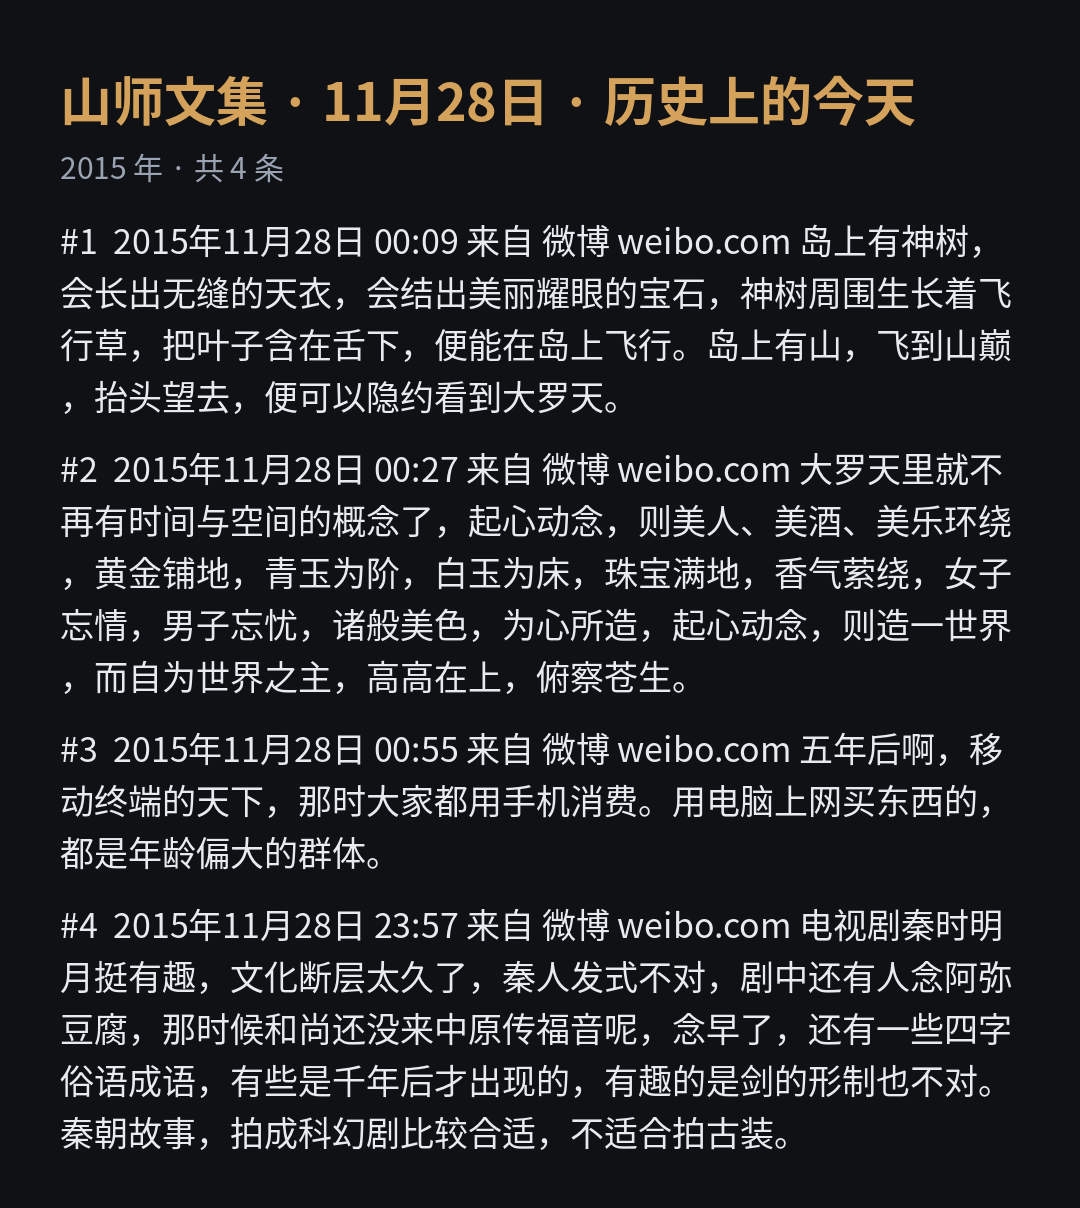 山师文集 · 11月28日 · 历史上的今天
2015 年 · 共 4 条
#1 2015年11月28日 00:09 来自 微博 weibo.com 岛上有神树，
会长出无缝的天衣，会结出美丽耀眼的宝石，神树周围生长着飞
行草，把叶子含在舌下，便能在岛上飞行。岛上有山，飞到山巅
，抬头望去，便可以隐约看到大罗天。
#2 2015年11月28日 00:27 来自 微博 weibo.com 大罗天里就不
再有时间与空间的概念了，起心动念，则美人、美酒、美乐环绕
，黄金铺地，青玉为阶，白玉为床，珠宝满地，香气萦绕，女子
忘情，男子忘忧，诸般美色，为心所造，起心动念，则造一世界
，而自为世界之主，高高在上，俯察苍生。
#3 2015年11月28日 00:55 来自 微博 weibo.com 五年后啊，移
动终端的天下，那时大家都用手机消费。用电脑上网买东西的，
都是年龄偏大的群体。
#4 2015年11月28日 23:57 来自 微博 weibo.com 电视剧秦时明
月挺有趣，文化断层太久了，秦人发式不对，剧中还有人念阿弥
豆腐，那时候和尚还没来中原传福音呢，念早了，还有一些四字
俗语成语，有些是千年后才出现的，有趣的是剑的形制也不对。
秦朝故事，拍成科幻剧比较合适，不适合拍古装。